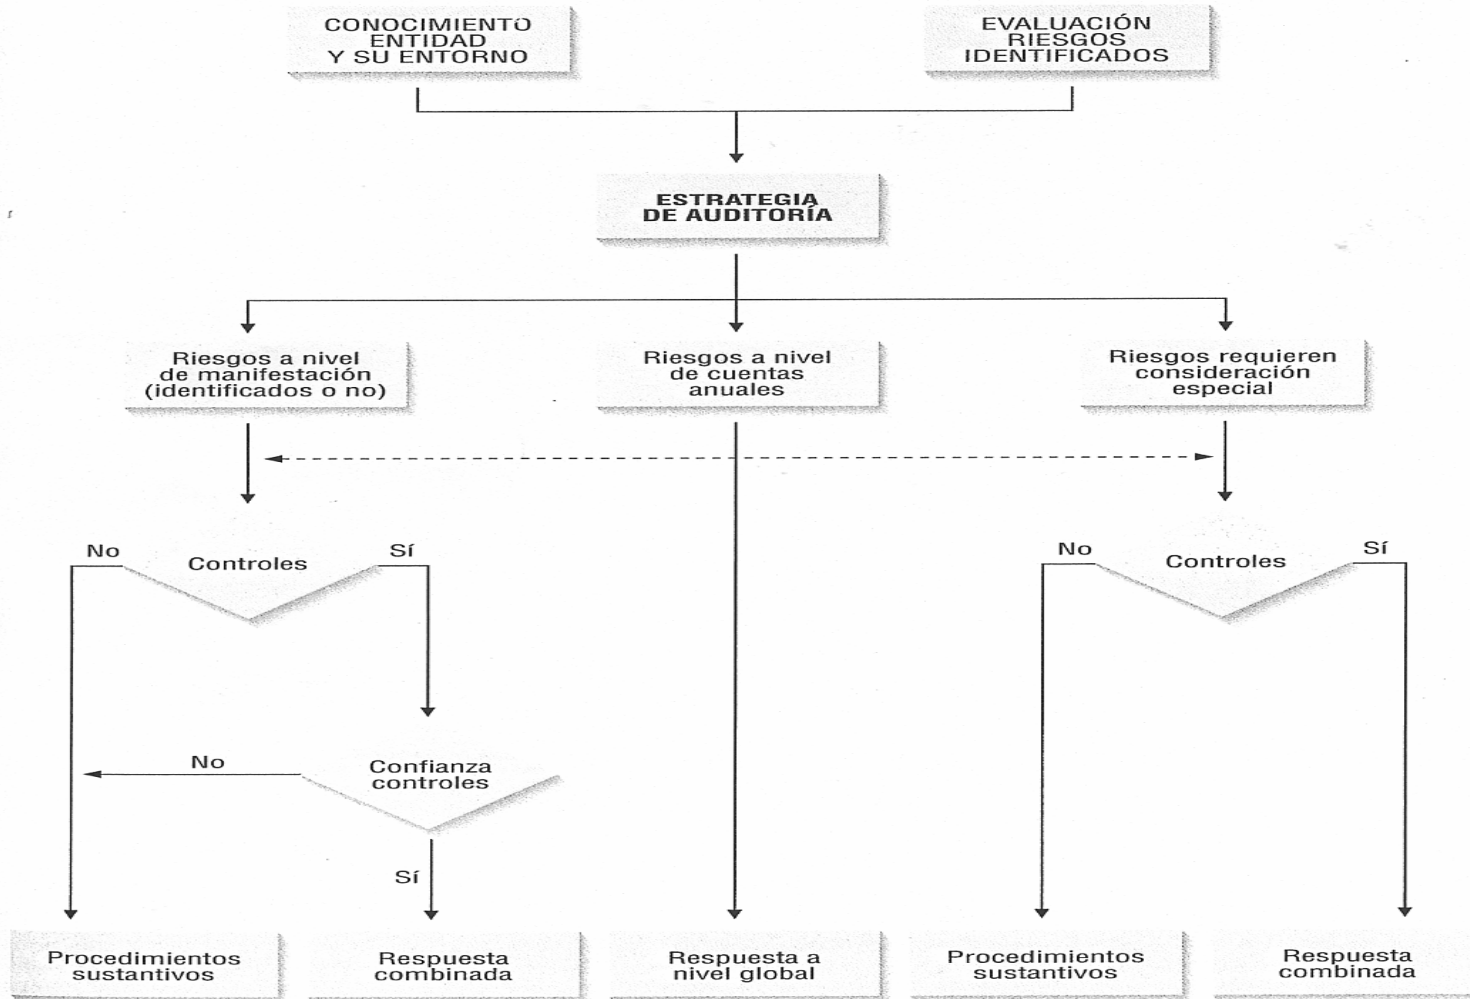 CONOCIMIENTO
ENTIDAD
Y SU ENTORNO
EVALUACIÓN
RIESGOS
IDENTIFICADOS
ESTRATEGIA
DE AUDITORÍA
Riesgos a nivel
de manifestación
(identificados o no)
Riesgos a nivel
de cuentas
anuales
Riesgos requieren
consideración
especial
No
Controles
Sí
No
Controles
Sí
No
Confianza
controles
Sí
Procedimientos
sustantivos
Respuesta
combinada
Respuesta a
nivel global
Procedimientos
sustantivos
Respuesta
combinada